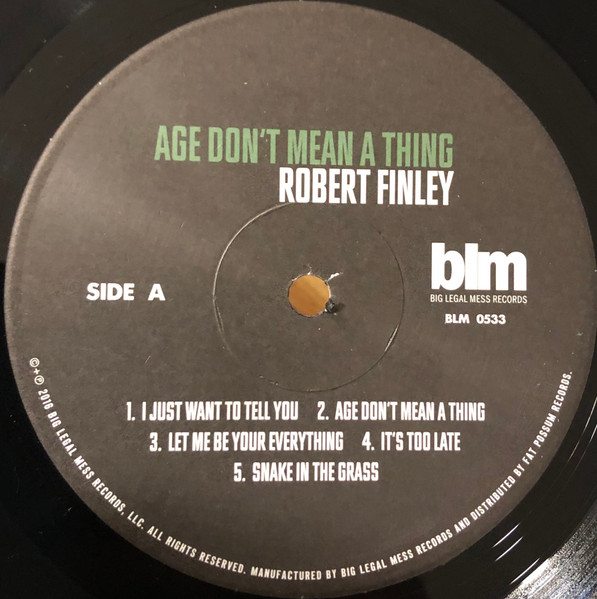 AGE DON'T MEAN A THING
ROBERT FINLEY
blm
BIG LEGAL MESS RECORDS
BLM 0533
SIDE A
1. I JUST WANT TO TELL YOU 2. AGE DON'T MEAN A THING
3. LET ME BE YOUR EVERYTHING 4. IT'S TOO LATE
5. SNAKE IN THE GRASS
©+℗ 2016 BIG LEGAL MESS RECORDS, LLC. ALL RIGHTS RESERVED. MANUFACTURED BY BIG LEGAL MESS RECORDS AND DISTRIBUTED BY FAT POSSUM RECORDS.